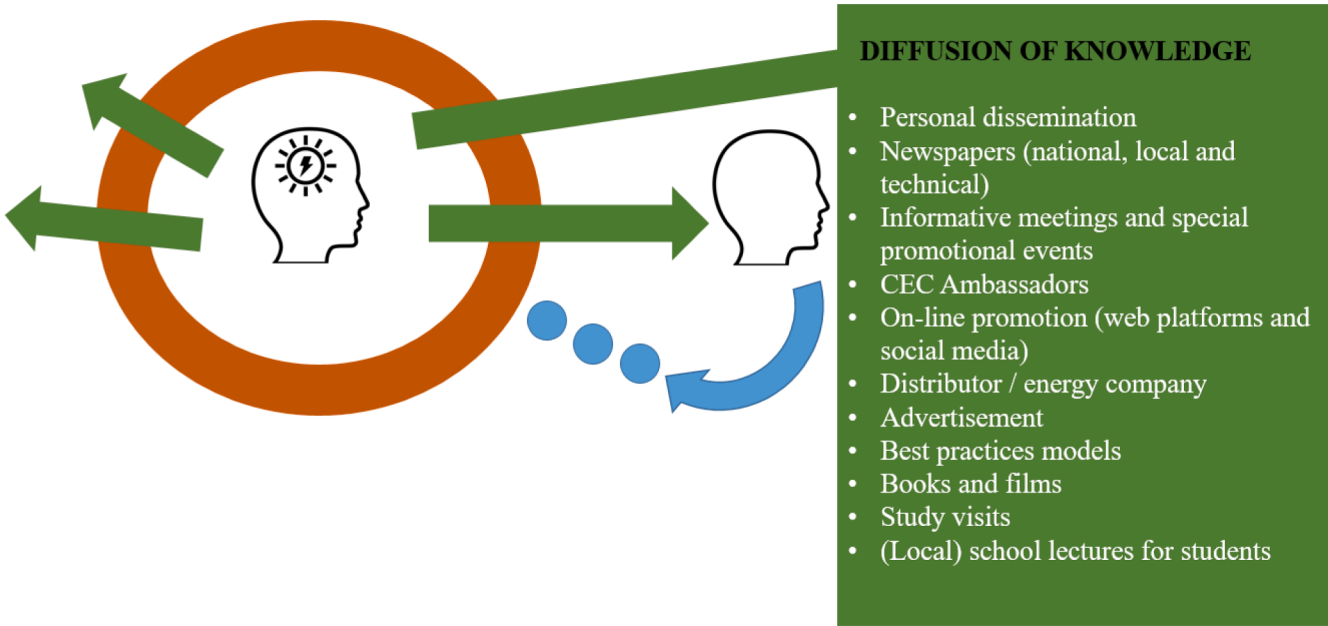 DIFFUSION OF KNOWLEDGE
• Personal dissemination
• Newspapers (national, local and
technical)
• Informative meetings and special
promotional events
• CEC Ambassadors
• On-line promotion (web platforms and
social media)
• Distributor / energy company
• Advertisement
• Best practices models
• Books and films
• Study visits
• (Local) school lectures for students